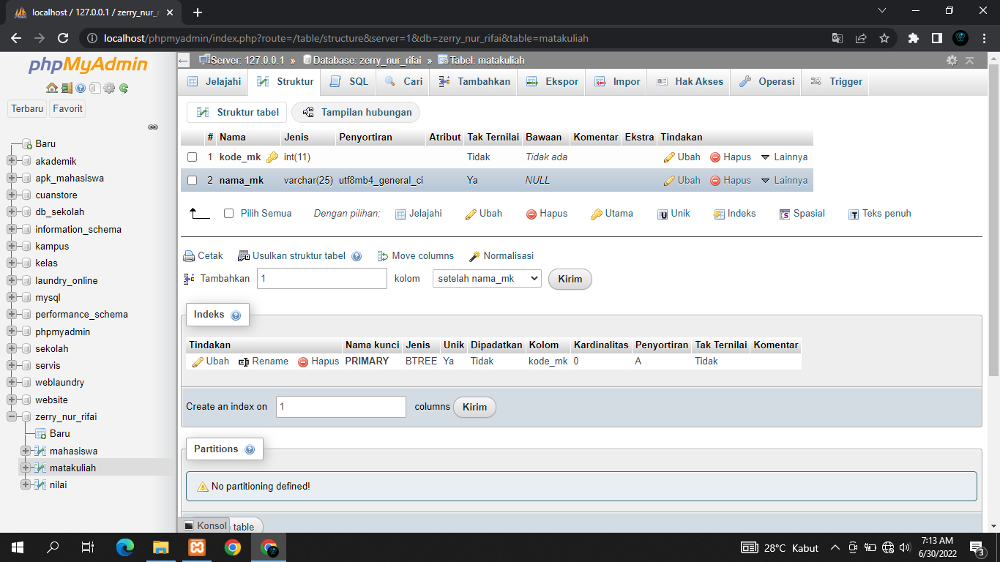 localhost / 127.0.0.1 / zerry_nur_r
localhost/phpmyadmin/index.php?route=/table/structure&server=1&db=zerry_nur_rifai&table=matakuliah
phpMyAdmin
Terbaru Favorit
Baru
akademik
apk_mahasiswa
cuanstore
db_sekolah
information_schema
kampus
kelas
laundry_online
mysql
performance_schema
phpmyadmin
sekolah
servis
weblaundry
website
zerry_nur_rifai
Baru
mahasiswa
matakuliah
nilai
Server: 127.0.0.1 » Database: zerry_nur_rifai » Tabel: matakuliah
Jelajahi Struktur SQL Cari Tambahkan Ekspor Impor Hak Akses Operasi Trigger
Struktur tabel Tampilan hubungan
# Nama Jenis Penyortiran Atribut Tak Ternilai Bawaan Komentar Ekstra Tindakan
1 kode_mk int(11) Tidak Tidak ada Ubah Hapus Lainnya
2 nama_mk varchar(25) utf8mb4_general_ci Ya NULL Ubah Hapus Lainnya
Pilih Semua Dengan pilihan: Jelajahi Ubah Hapus Utama Unik Indeks Spasial Teks penuh
Cetak Usulkan struktur tabel Move columns Normalisasi
Tambahkan 1 kolom setelah nama_mk Kirim
Indeks
Tindakan Nama kunci Jenis Unik Dipadatkan Kolom Kardinalitas Penyortiran Tak Ternilai Komentar
Ubah Rename Hapus PRIMARY BTREE Ya Tidak kode_mk 0 A Tidak
Create an index on 1 columns Kirim
Partitions
No partitioning defined!
Konsol table
28°C Kabut
7:13 AM
6/30/2022
3